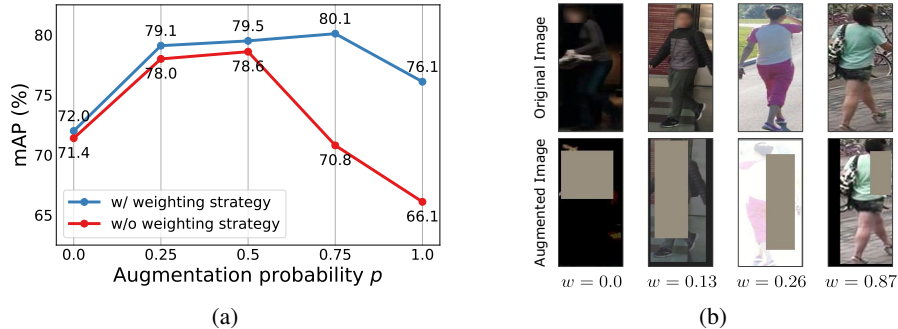 80
75
70
65
mAP (%)
72.0
79.1
79.5
80.1
76.1
71.4
78.0
78.6
70.8
66.1
w/ weighting strategy
w/o weighting strategy
0.0 0.25 0.5 0.75 1.0
Augmentation probability p
(a)
Original Image
Augmented Image
w = 0.0 w = 0.13 w = 0.26 w = 0.87
(b)